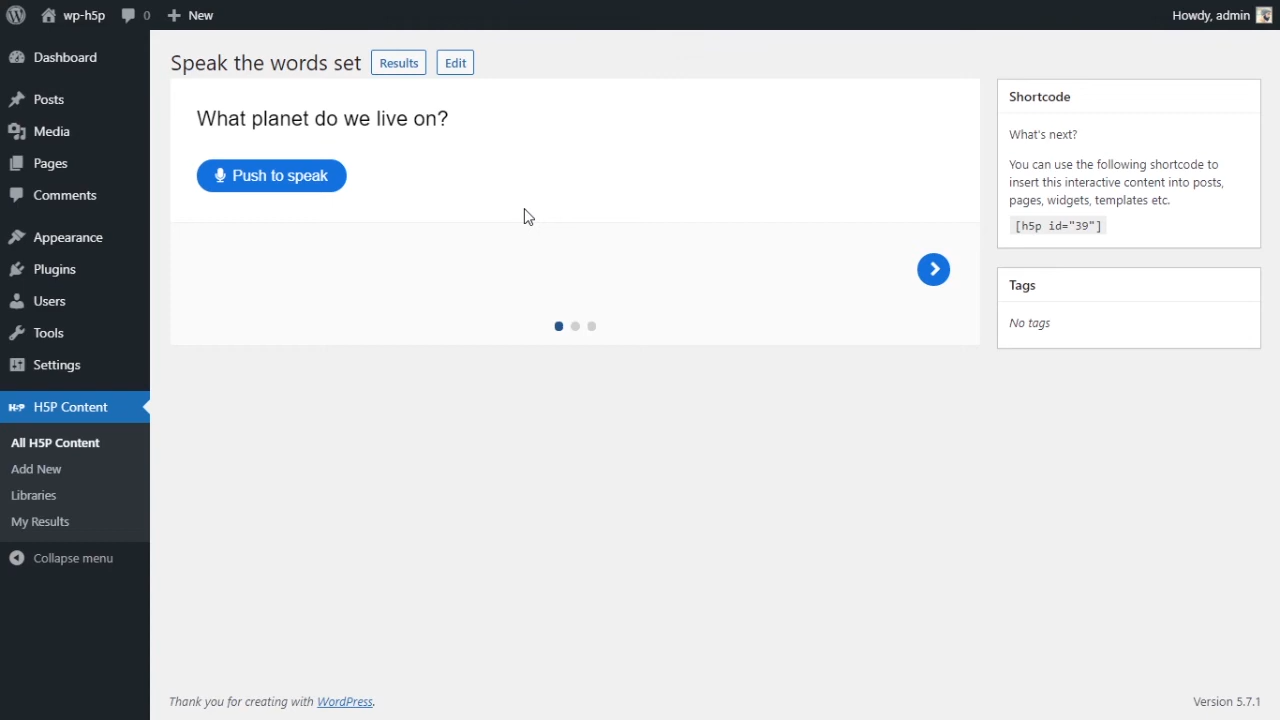 wp-h5p
0
New
Howdy, admin
Dashboard
Posts
Media
Pages
Comments
Appearance
Plugins
Users
Tools
Settings
H5P
H5P Content
All H5P Content
Add New
Libraries
My Results
Collapse menu
Speak the words set
Results
Edit
What planet do we live on?
Push to speak
Shortcode
What's next?
You can use the following shortcode to
insert this interactive content into posts,
pages, widgets, templates etc.
[h5p id="39"]
Tags
No tags
Thank you for creating with WordPress.
Version 5.7.1